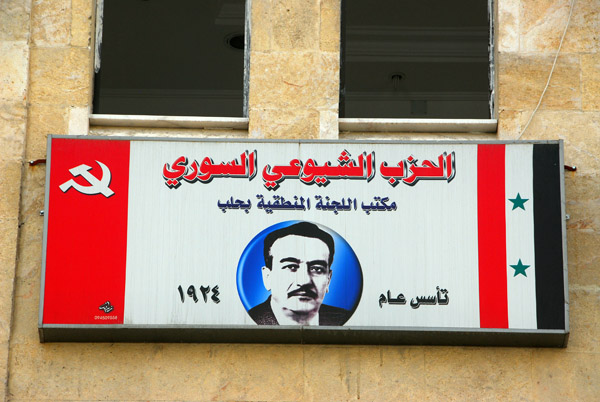 الحزب الشيوعي السوري
مكتب اللجنة المنطقية بحلب
تأسس عام ١٩٢٤